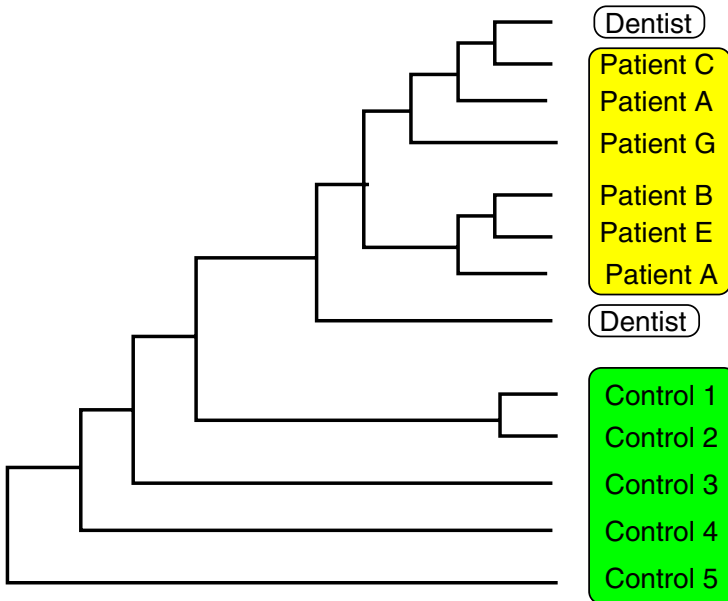 Dentist
Patient C
Patient A
Patient G
Patient B
Patient E
Patient A
Dentist
Control 1
Control 2
Control 3
Control 4
Control 5